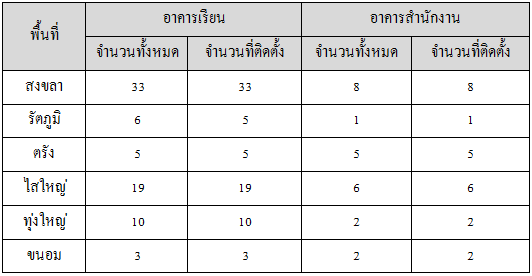 พื้นที่ อาคารเรียน อาคารสำนักงาน
จำนวนทั้งหมด จำนวนที่ติดตั้ง จำนวนทั้งหมด จำนวนที่ติดตั้ง
สงขลา 33 33 8 8
รัตภูมิ 6 5 1 1
ตรัง 5 5 5 5
ไสใหญ่ 19 19 6 6
ทุ่งใหญ่ 10 10 2 2
ขนอม 3 3 2 2